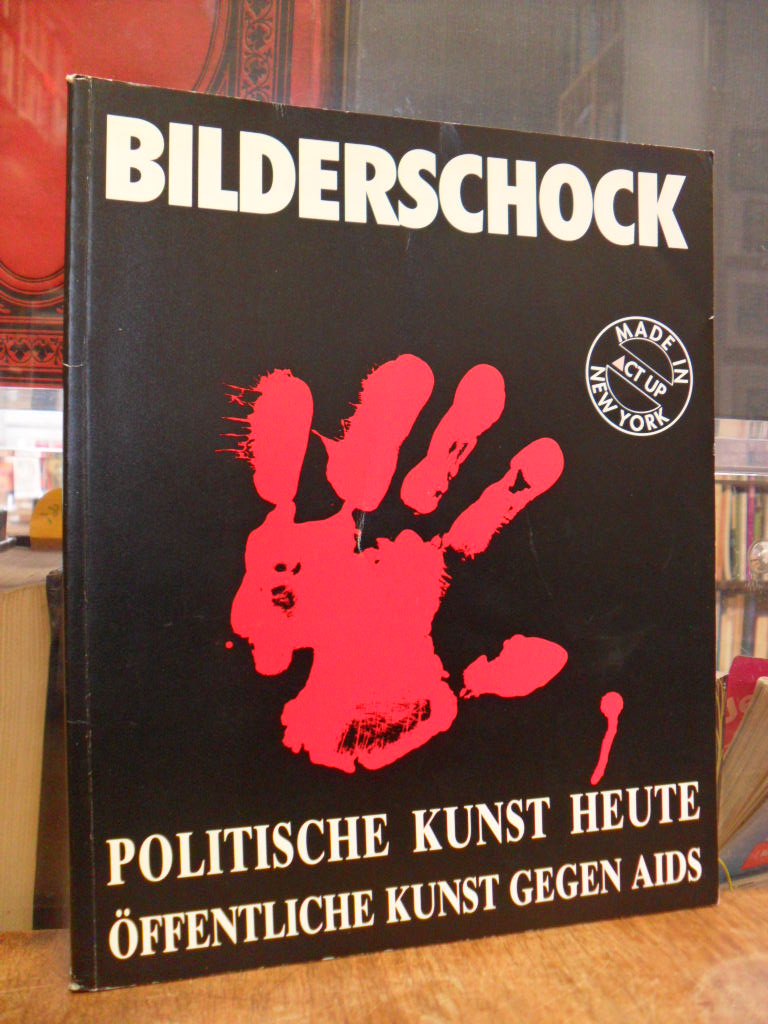 BILDERSCHOCK
MADE IN
ACT UP
NEW YORK
POLITISCHE KUNST HEUTE
ÖFFENTLICHE KUNST GEGEN AIDS